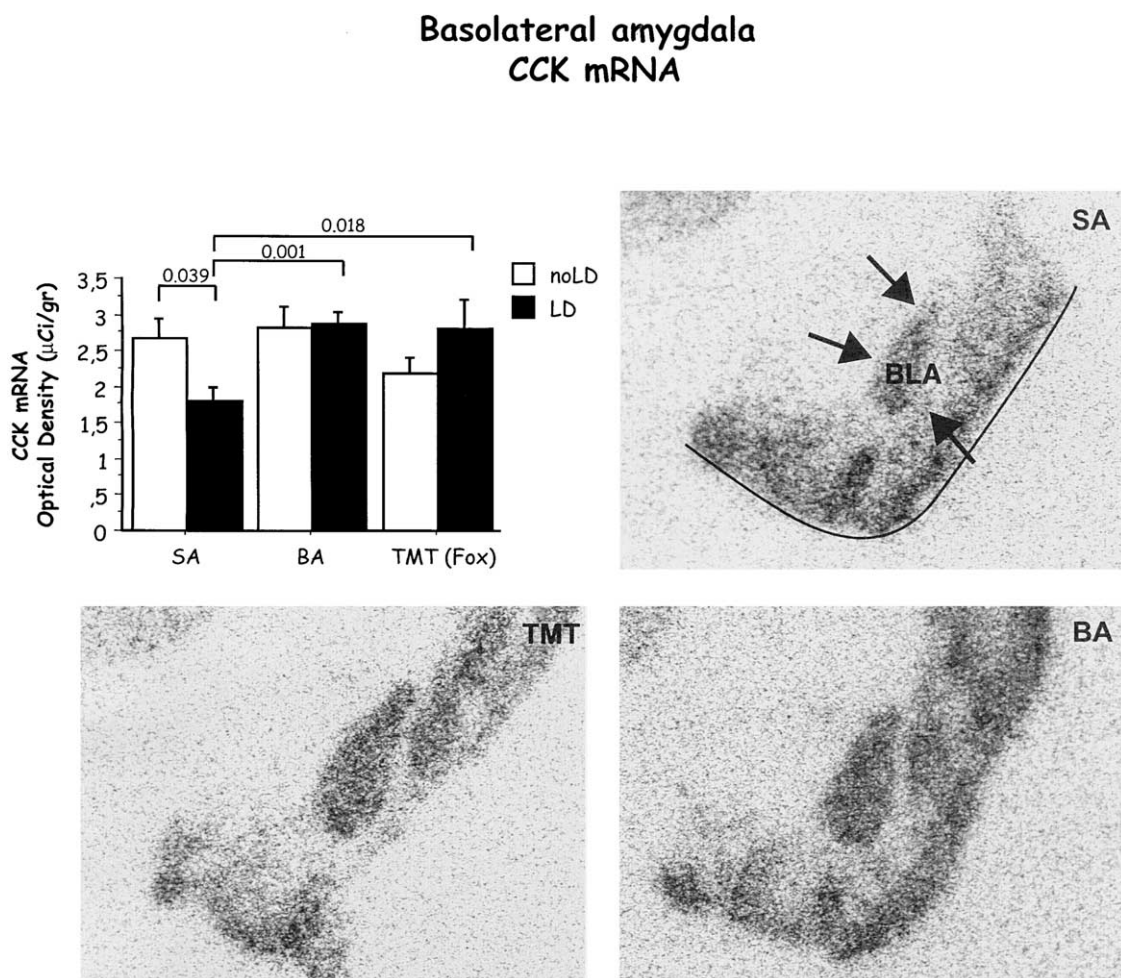 Basolateral amygdala
CCK mRNA
0.018
0.001
0.039
noLD
LD
CCK mRNA
Optical Density (μCi/gr)
3,5
3
2,5
2
1,5
1
,5
0
SA
BA
TMT (Fox)
SA
BLA
TMT
BA